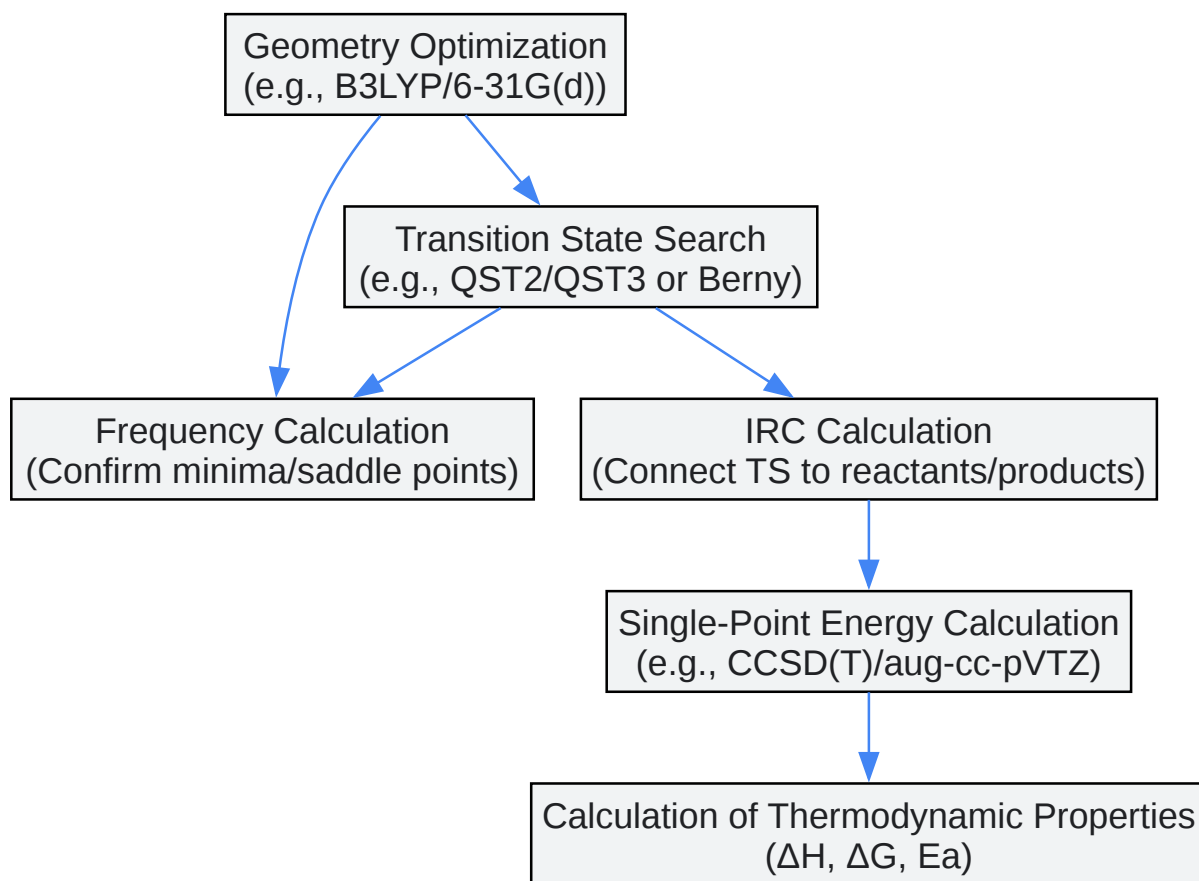 Geometry Optimization
(e.g., B3LYP/6-31G(d))
Transition State Search
(e.g., QST2/QST3 or Berny)
Frequency Calculation
(Confirm minima/saddle points)
IRC Calculation
(Connect TS to reactants/products)
Single-Point Energy Calculation
(e.g., CCSD(T)/aug-cc-pVTZ)
Calculation of Thermodynamic Properties
(ΔH, ΔG, Ea)